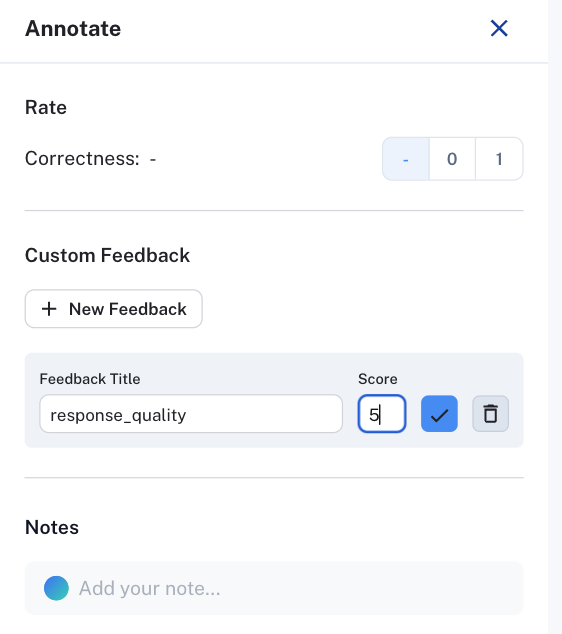 Annotate
Rate
Correctness: -
- 0 1
Custom Feedback
+ New Feedback
Feedback Title Score
response_quality 5
Notes
Add your note...